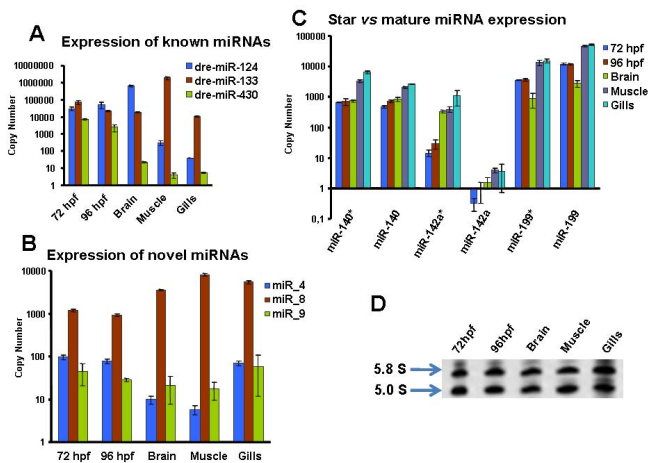 A
Expression of known miRNAs
dre-miR-124
dre-miR-133
dre-miR-430
Copy Number
10000000
1000000
100000
10000
1000
100
10
1
72 hpf
96 hpf
Brain
Muscle
Gills
B
Expression of novel miRNAs
miR_4
miR_8
miR_9
Copy Number
10000
1000
100
10
1
72 hpf
96 hpf
Brain
Muscle
Gills
C
Star vs mature miRNA expression
72 hpf
96 hpf
Brain
Muscle
Gills
Copy Number
100000
10000
1000
100
10
1
0,1
miR-140*
miR-140
miR-142a*
miR-142a
miR-199*
miR-199
D
72hpf
96hpf
Brain
Muscle
Gills
5.8 S
5.0 S